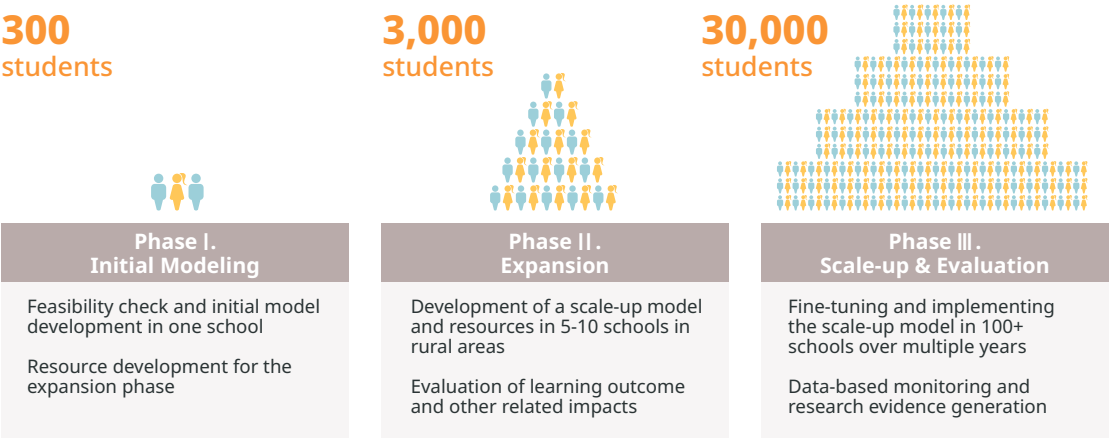 300
students
Phase I.
Initial Modeling
Feasibility check and initial model
development in one school
Resource development for the
expansion phase
3,000
students
Phase II.
Expansion
Development of a scale-up model
and resources in 5-10 schools in
rural areas
Evaluation of learning outcome
and other related impacts
30,000
students
Phase III.
Scale-up & Evaluation
Fine-tuning and implementing
the scale-up model in 100+
schools over multiple years
Data-based monitoring and
research evidence generation